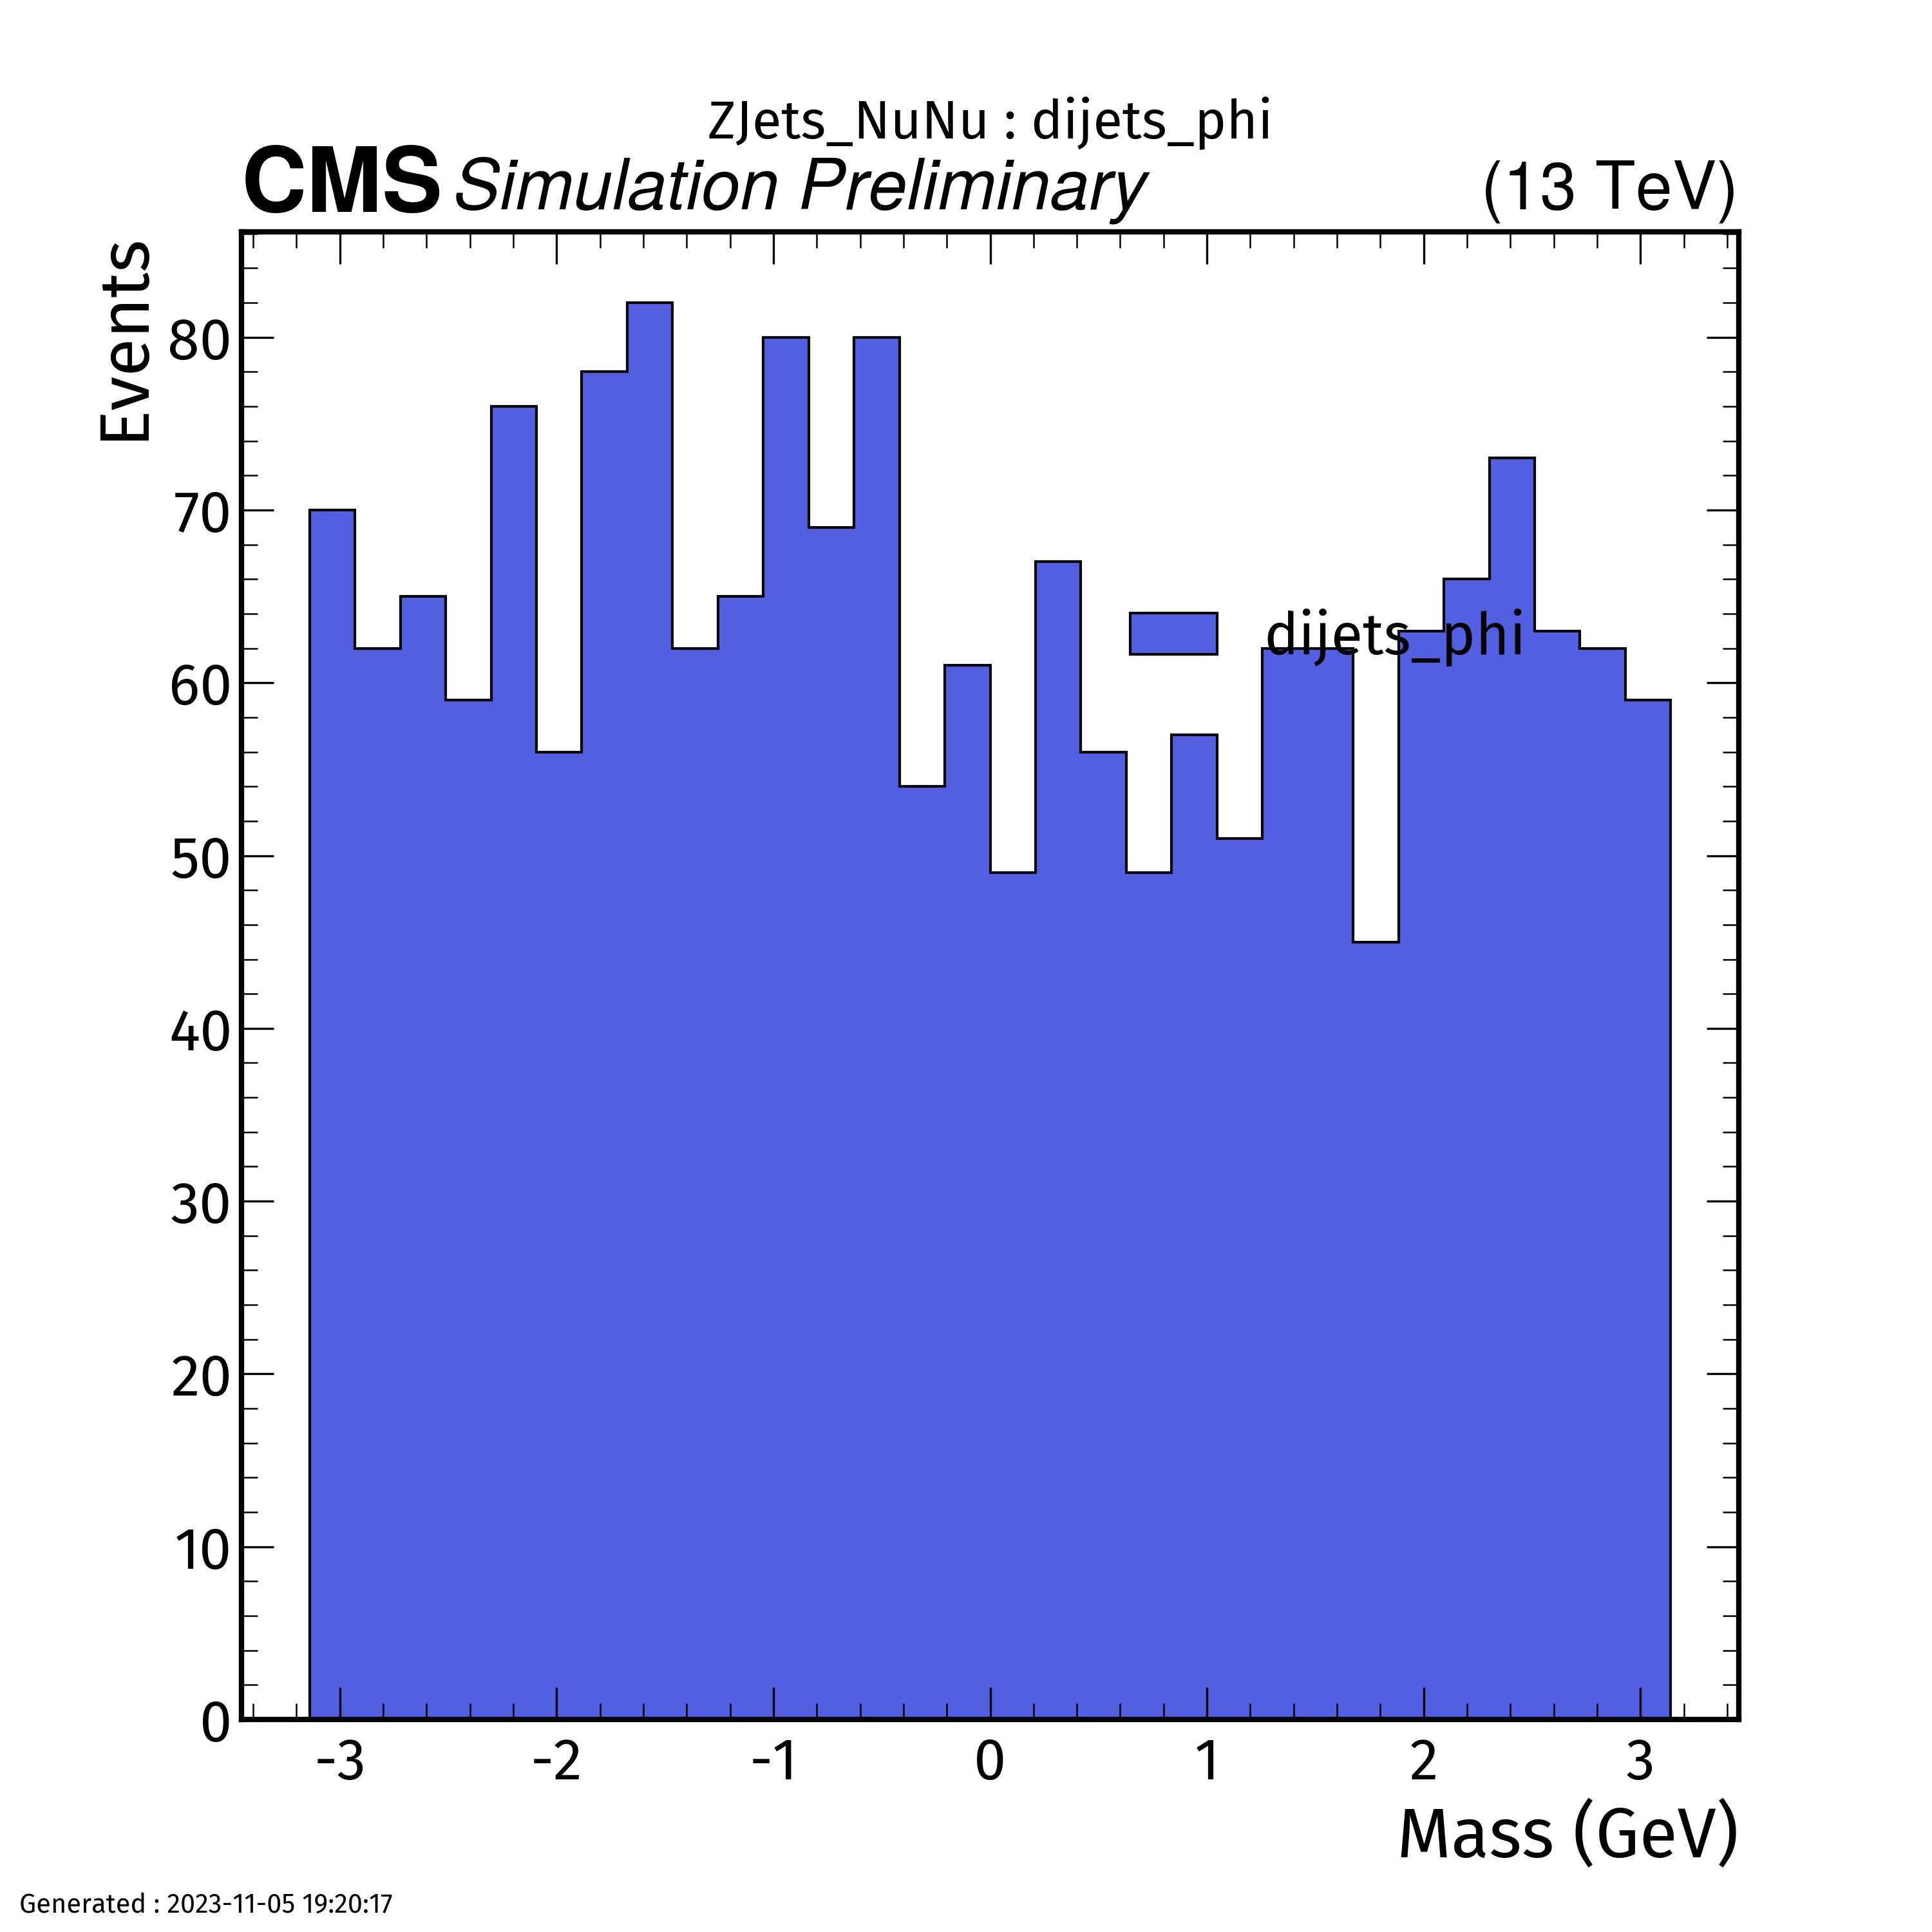 ZJets_NuNu : dijets_phi
CMS Simulation Preliminary (13 TeV)
Events
80
70
dijets_phi
60
50
40
30
20
10
0
-3 -2 -1 0 1 2 3
Mass (GeV)
Generated : 2023-11-05 19:20:17